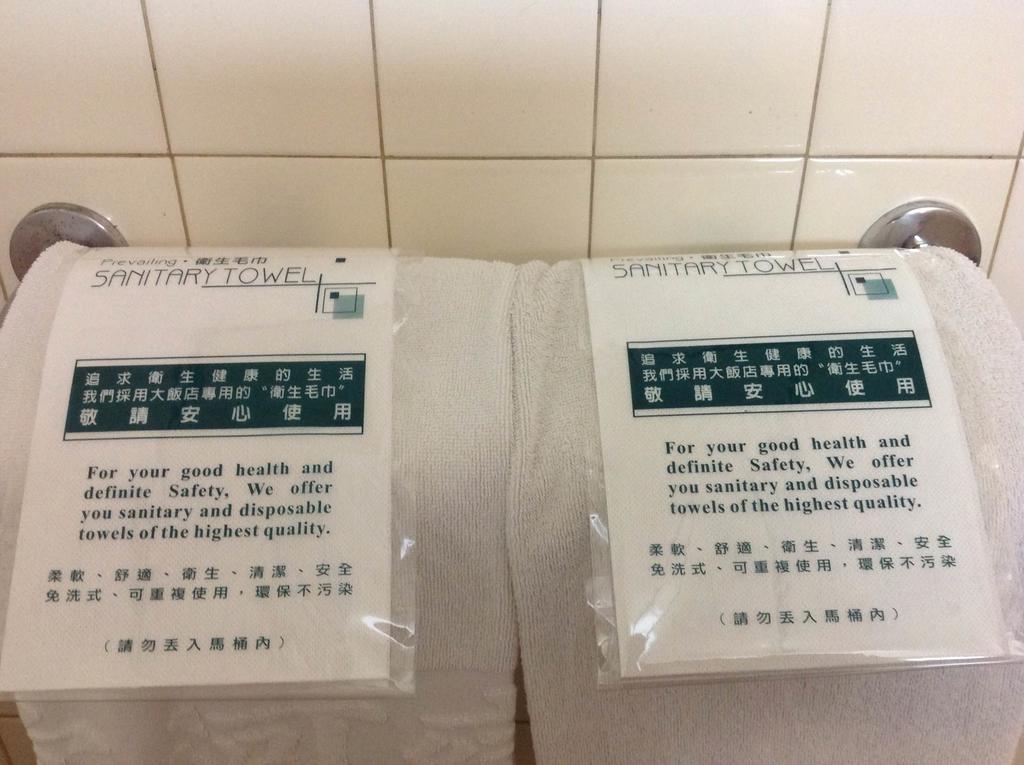 Prevailing · 衛生毛巾
SANITARY TOWEL
追求衛生健康的生活
我們採用大飯店專用的“衛生毛巾”
敬請安心使用
For your good health and
definite Safety, We offer
you sanitary and disposable
towels of the highest quality.
柔軟、舒適、衛生、清潔、安全
免洗式、可重複使用，環保不污染
（請勿丟入馬桶內）
Prevailing · 衛生毛巾
SANITARY TOWEL
追求衛生健康的生活
我們採用大飯店專用的“衛生毛巾”
敬請安心使用
For your good health and
definite Safety, We offer
you sanitary and disposable
towels of the highest quality.
柔軟、舒適、衛生、清潔、安全
免洗式、可重複使用，環保不污染
（請勿丟入馬桶內）